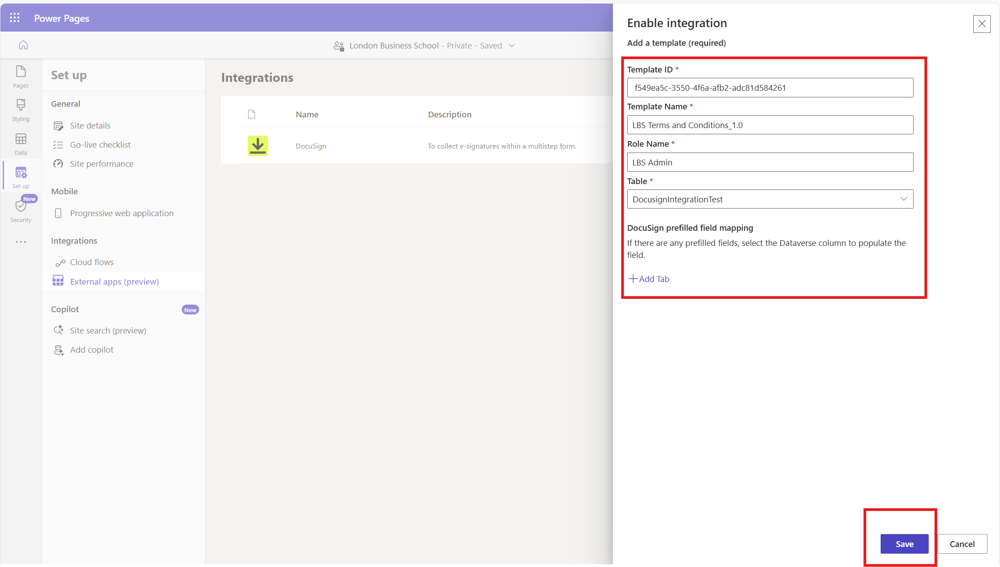 Power Pages
London Business School - Private - Saved
Pages
Styling
Data
Set up
New
Security
Set up
General
Site details
Go-live checklist
Site performance
Mobile
Progressive web application
Integrations
Cloud flows
External apps (preview)
Copilot
New
Site search (preview)
Add copilot
Integrations
Name
Description
DocuSign
To collect e-signatures within a multistep form.
Enable integration
Add a template (required)
Template ID *
f549ea5c-3550-4f6a-afb2-adc81d584261
Template Name *
LBS Terms and Conditions_1.0
Role Name *
LBS Admin
Table *
DocusignIntegrationTest
DocuSign prefilled field mapping
If there are any prefilled fields, select the Dataverse column to populate the
field.
Add Tab
Save
Cancel